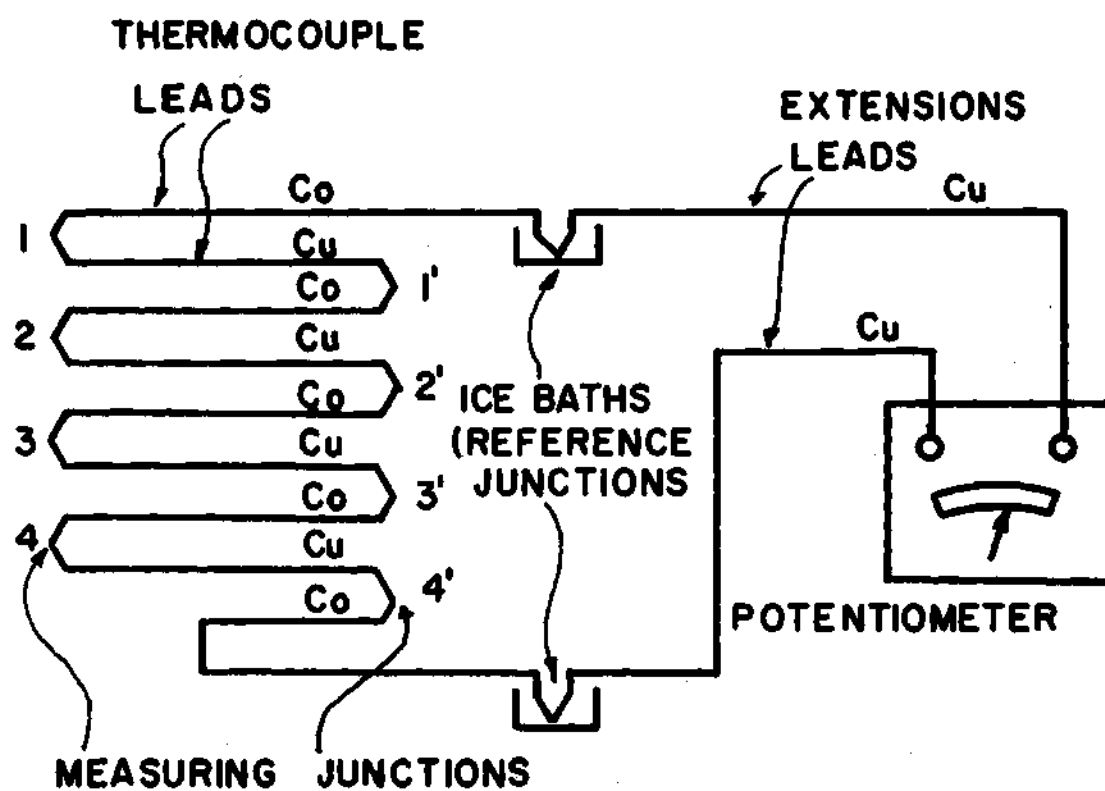 THERMOCOUPLE
LEADS
EXTENSIONS
LEADS
Co
Cu
1
Cu
Co
1'
2
Cu
Cu
Co
2'
ICE BATHS
(REFERENCE
JUNCTIONS
3
Cu
Co
3'
4
Cu
Co
4'
POTENTIOMETER
MEASURING JUNCTIONS